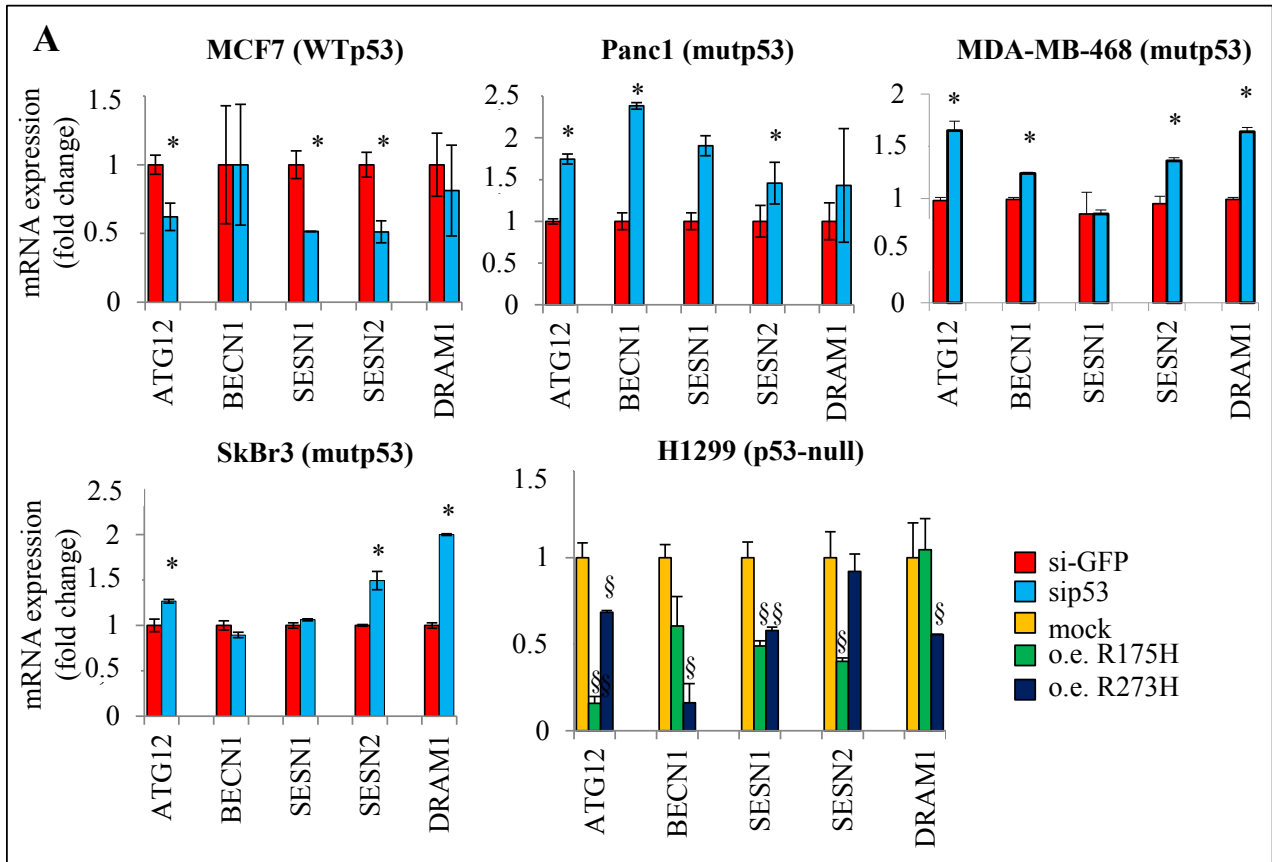 A
MCF7 (WTp53)
mRNA expression
(fold change)
1.5
1
0.5
0
*
*
*
ATG12
BECN1
SESN1
SESN2
DRAM1
Panc1 (mutp53)
2.5
2
1.5
1
0.5
0
*
*
*
ATG12
BECN1
SESN1
SESN2
DRAM1
MDA-MB-468 (mutp53)
2
1.5
1
0.5
0
*
*
*
*
ATG12
BECN1
SESN1
SESN2
DRAM1
SkBr3 (mutp53)
mRNA expression
(fold change)
2.5
2
1.5
1
0.5
0
*
*
*
ATG12
BECN1
SESN1
SESN2
DRAM1
H1299 (p53-null)
1.5
1
0.5
0
§§
§
§
§§
§
§
ATG12
BECN1
SESN1
SESN2
DRAM1
si-GFP
sip53
mock
o.e. R175H
o.e. R273H